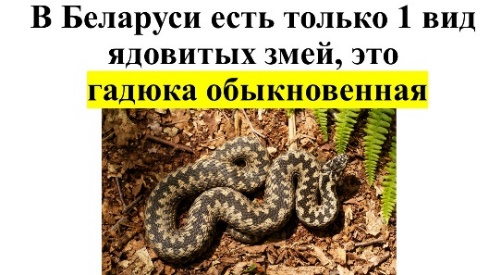 В Беларуси есть только 1 вид
ядовитых змей, это
гадюка обыкновенная